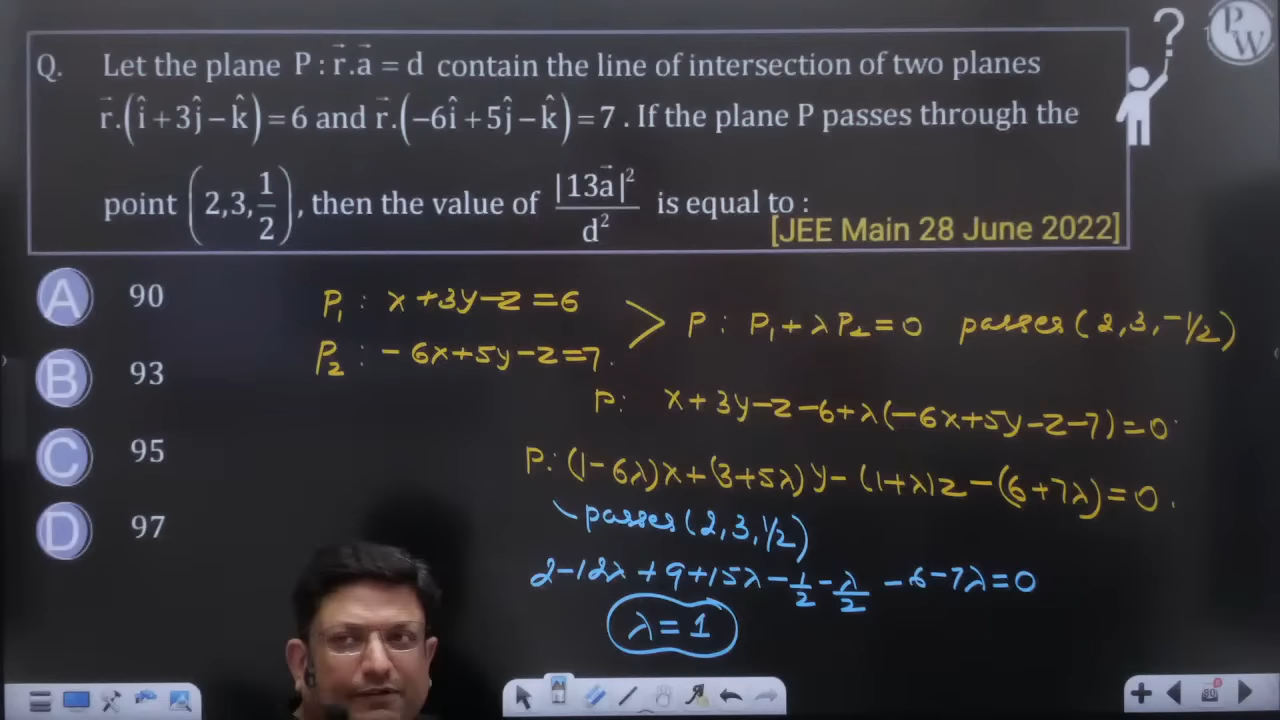 Q. Let the plane P : r⃗.a⃗ = d contain the line of intersection of two planes
r⃗.(î + 3ĵ − k̂) = 6 and r⃗.(−6î + 5ĵ − k̂) = 7 . If the plane P passes through the
point (2,3,1/2), then the value of |13a⃗|²/d² is equal to :
[JEE Main 28 June 2022]
?
PW
A 90
B 93
C 95
D 97
P₁ : x + 3y − z = 6
P₂ : − 6x + 5y − z = 7.
P : P₁ + λ P₂ = 0 passes (2, 3, −1/2)
P: x + 3y − z − 6 + λ(−6x + 5y − z − 7) = 0
P: (1 − 6λ)x + (3 + 5λ) y − (1 + λ) z − (6 + 7λ) = 0.
passes (2, 3, 1/2)
2 − 12λ + 9 + 15λ − 1/2 − λ/2 − 6 − 7λ = 0
λ = 1
89